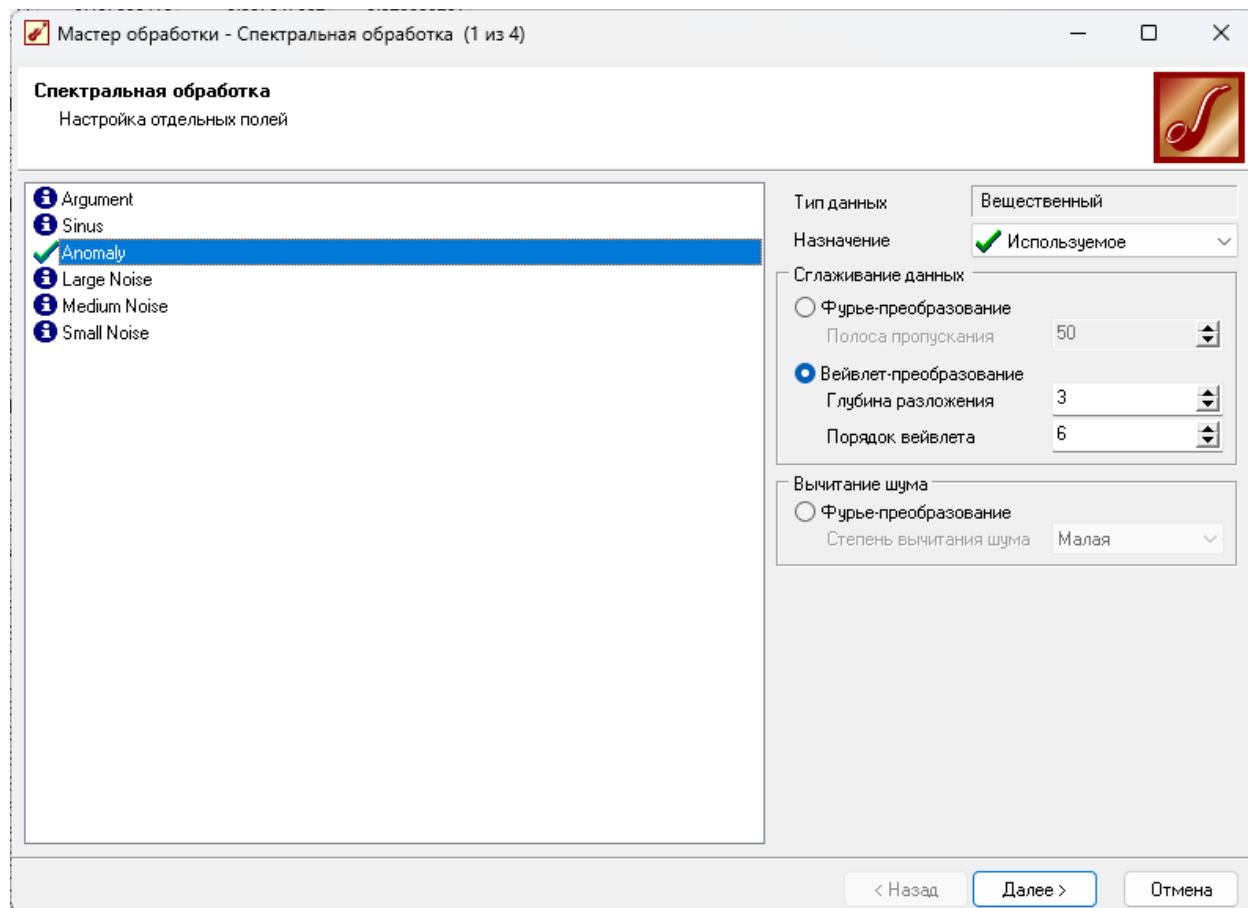 Мастер обработки - Спектральная обработка (1 из 4)
Спектральная обработка
Настройка отдельных полей
Argument
Sinus
Anomaly
Large Noise
Medium Noise
Small Noise
Тип данных Вещественный
Назначение Используемое
Сглаживание данных
Фурье-преобразование
Полоса пропускания 50
Вейвлет-преобразование
Глубина разложения 3
Порядок вейвлета 6
Вычитание шума
Фурье-преобразование
Степень вычитания шума Малая
< Назад Далее > Отмена